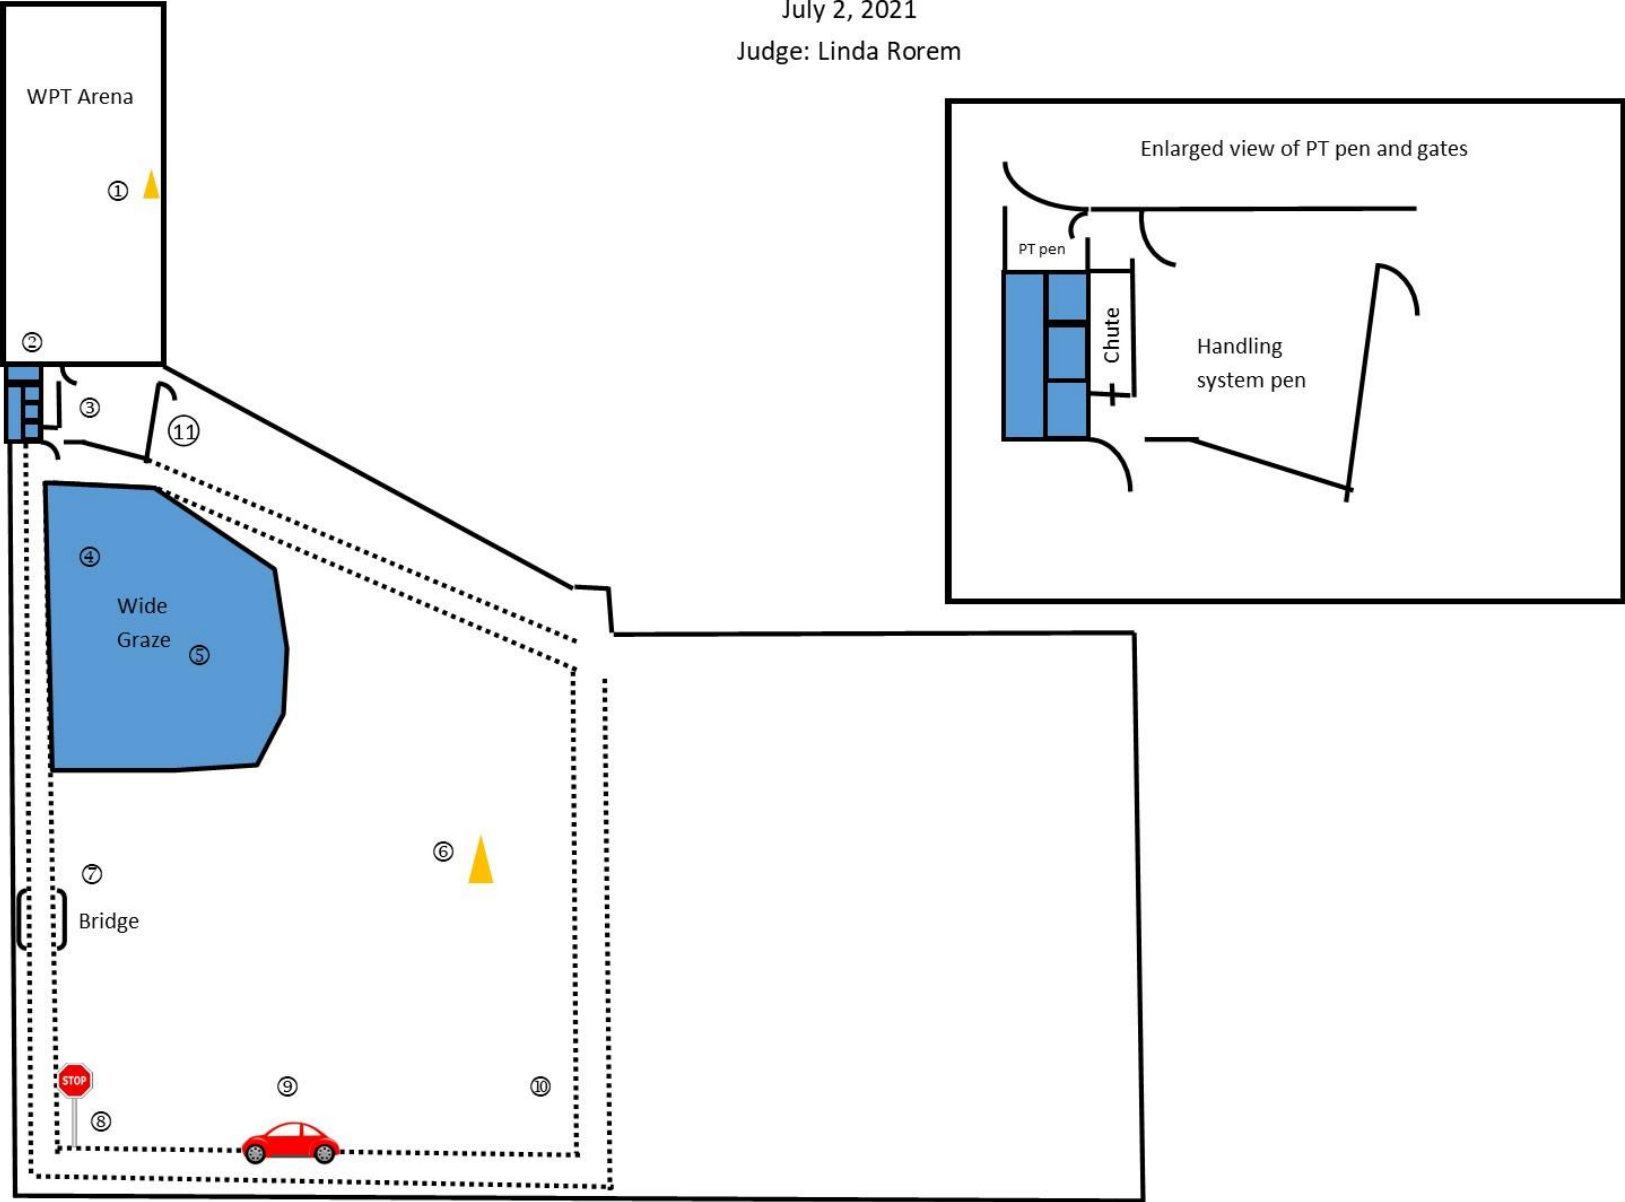 July 2, 2021
Judge: Linda Rorem
WPT Arena
①
②
③
⑪
④
Wide
Graze
⑤
⑥
⑦
Bridge
STOP
⑧
⑨
⑩
Enlarged view of PT pen and gates
PT pen
Chute
Handling
system pen